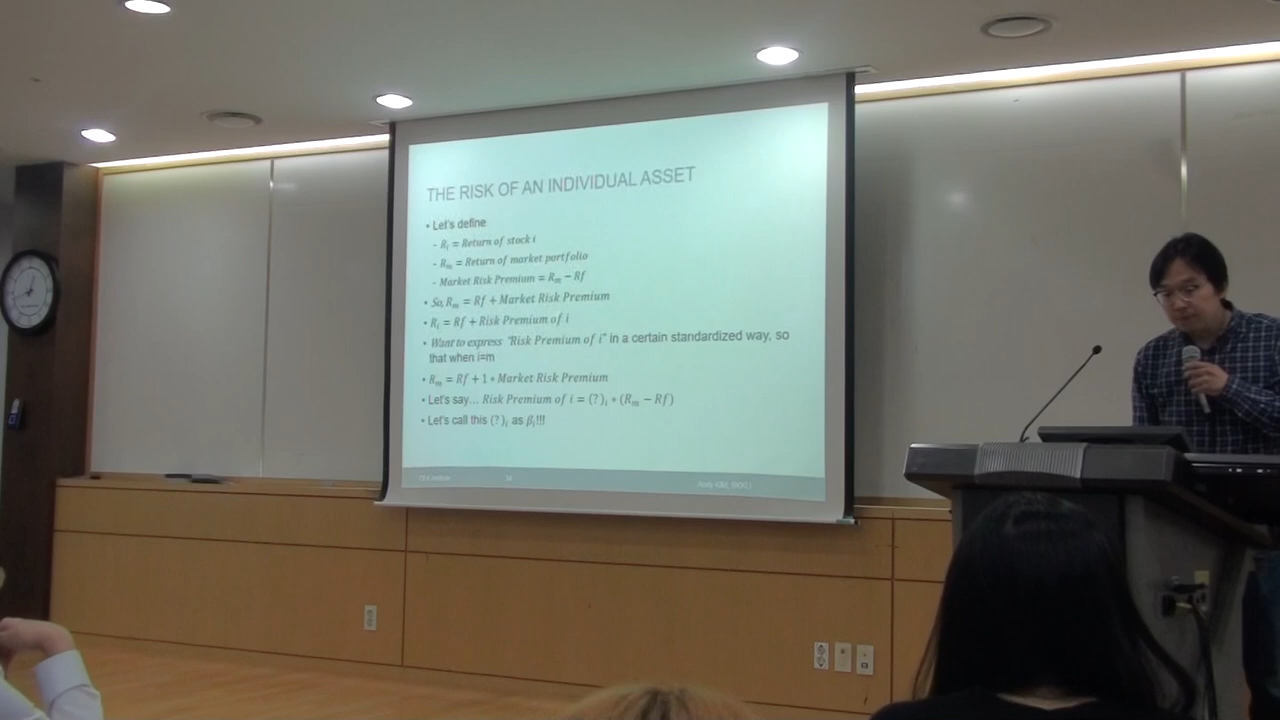 THE RISK OF AN INDIVIDUAL ASSET
• Let's define
- Rᵢ = Return of stock i
- Rₘ = Return of market portfolio
- Market Risk Premium = Rₘ − Rf
• So, Rₘ = Rf + Market Risk Premium
• Rᵢ = Rf + Risk Premium of i
• Want to express "Risk Premium of i" in a certain standardized way, so
that when i=m
• Rₘ = Rf + 1 * Market Risk Premium
• Let's say… Risk Premium of i = (?)ᵢ * (Rₘ − Rf)
• Let's call this (?)ᵢ as βᵢ!!!